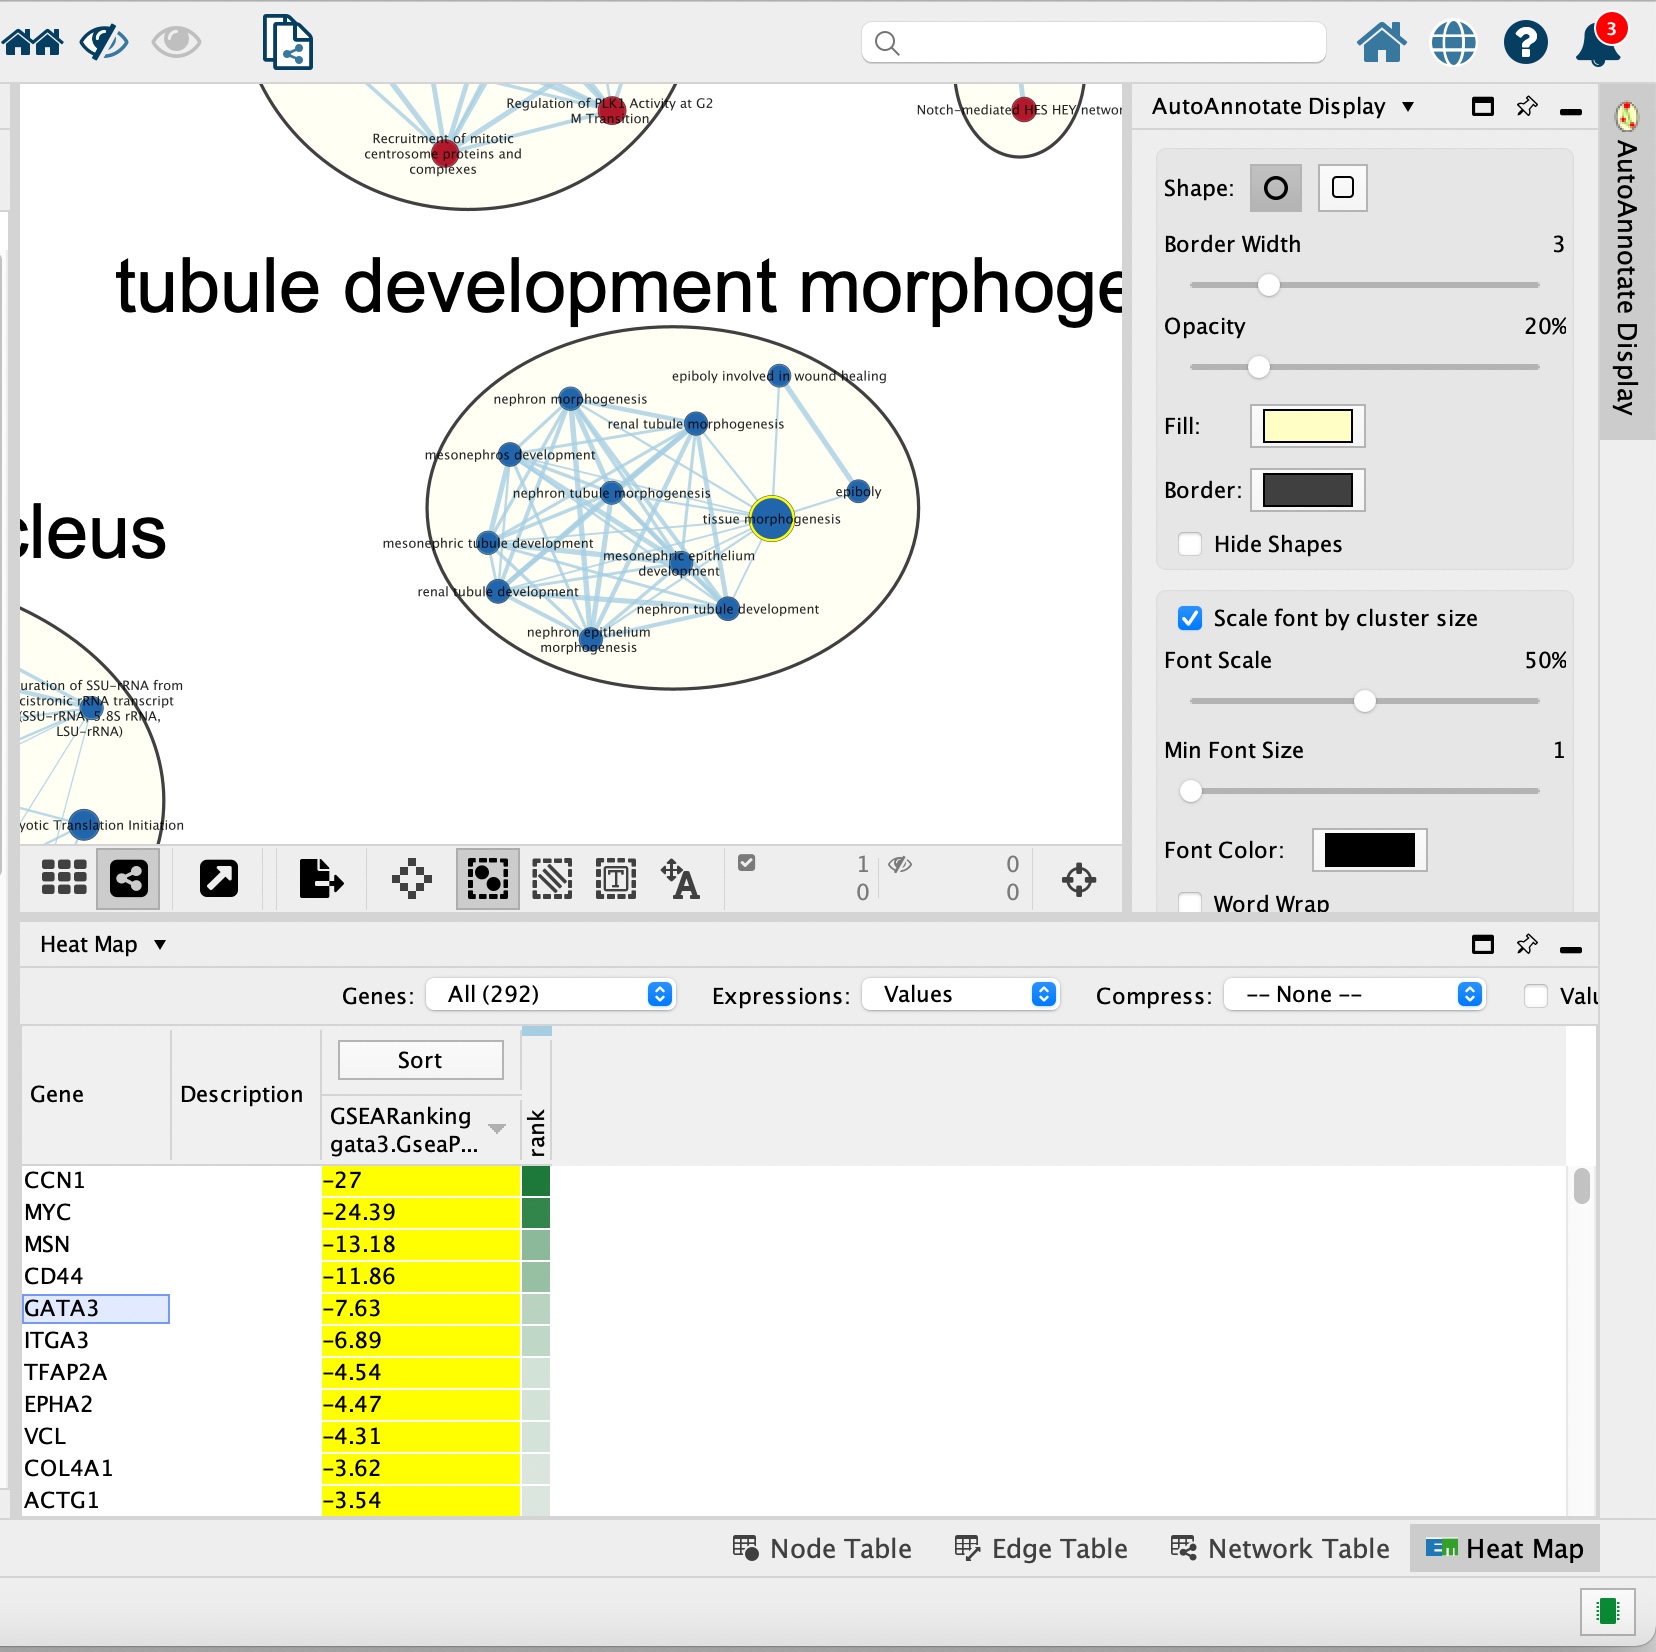 3
Regulation of PLK1 Activity at G2
M Transition
Recruitment of mitotic
centrosome proteins and
complexes
Notch-mediated HES HEY networ
tubule development morphoge
epiboly involved in wound healing
nephron morphogenesis
renal tubule morphogenesis
mesonephros development
nephron tubule morphogenesis
epiboly
tissue morphogenesis
mesonephric tubule development
mesonephric epithelium
development
renal tubule development
nephron tubule development
nephron epithelium
morphogenesis
cleus
uration of SSU-rRNA from
cistronic rRNA transcript
(SSU-rRNA, 5.8S rRNA,
LSU-rRNA)
yotic Translation Initiation
AutoAnnotate Display
Shape:
Border Width 3
Opacity 20%
Fill:
Border:
Hide Shapes
Scale font by cluster size
Font Scale 50%
Min Font Size 1
Font Color:
Word Wrap
AutoAnnotate Display
T
A
1 0
0 0
Heat Map
Genes: All (292) Expressions: Values Compress: -- None -- Valu
Gene Description Sort
GSEARanking
gata3.GseaP...
rank
CCN1 -27
MYC -24.39
MSN -13.18
CD44 -11.86
GATA3 -7.63
ITGA3 -6.89
TFAP2A -4.54
EPHA2 -4.47
VCL -4.31
COL4A1 -3.62
ACTG1 -3.54
Node Table Edge Table Network Table EM Heat Map